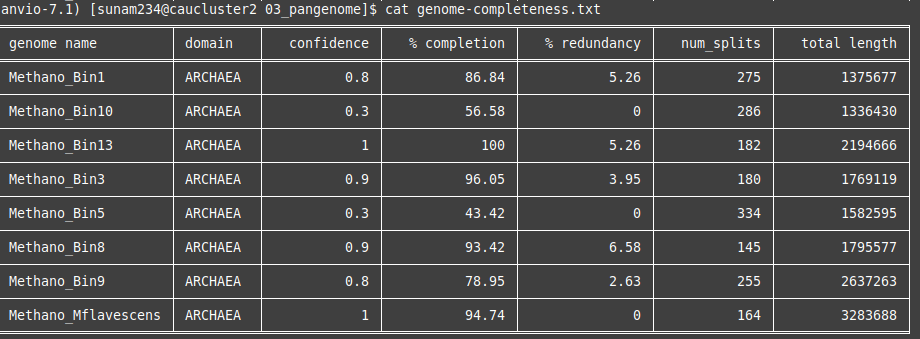 anvio-7.1) [sunam234@caucluster2 03_pangenome]$ cat genome-completeness.txt
genome name domain confidence % completion % redundancy num_splits total length
Methano_Bin1 ARCHAEA 0.8 86.84 5.26 275 1375677
Methano_Bin10 ARCHAEA 0.3 56.58 0 286 1336430
Methano_Bin13 ARCHAEA 1 100 5.26 182 2194666
Methano_Bin3 ARCHAEA 0.9 96.05 3.95 180 1769119
Methano_Bin5 ARCHAEA 0.3 43.42 0 334 1582595
Methano_Bin8 ARCHAEA 0.9 93.42 6.58 145 1795577
Methano_Bin9 ARCHAEA 0.8 78.95 2.63 255 2637263
Methano_Mflavescens ARCHAEA 1 94.74 0 164 3283688